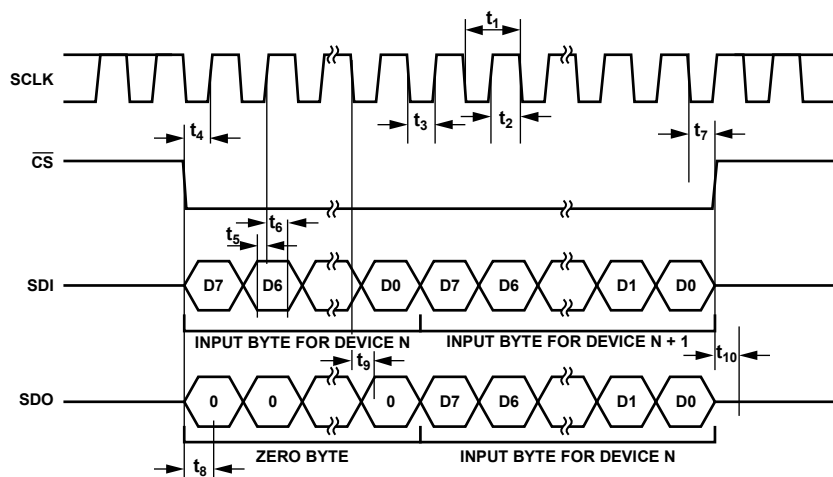 t1
SCLK
t3
t2
t4
t7
CS
t6
t5
SDI
D7
D6
D0
D7
D6
D1
D0
INPUT BYTE FOR DEVICE N
INPUT BYTE FOR DEVICE N + 1
t9
t10
SDO
0
0
0
D7
D6
D1
D0
ZERO BYTE
INPUT BYTE FOR DEVICE N
t8